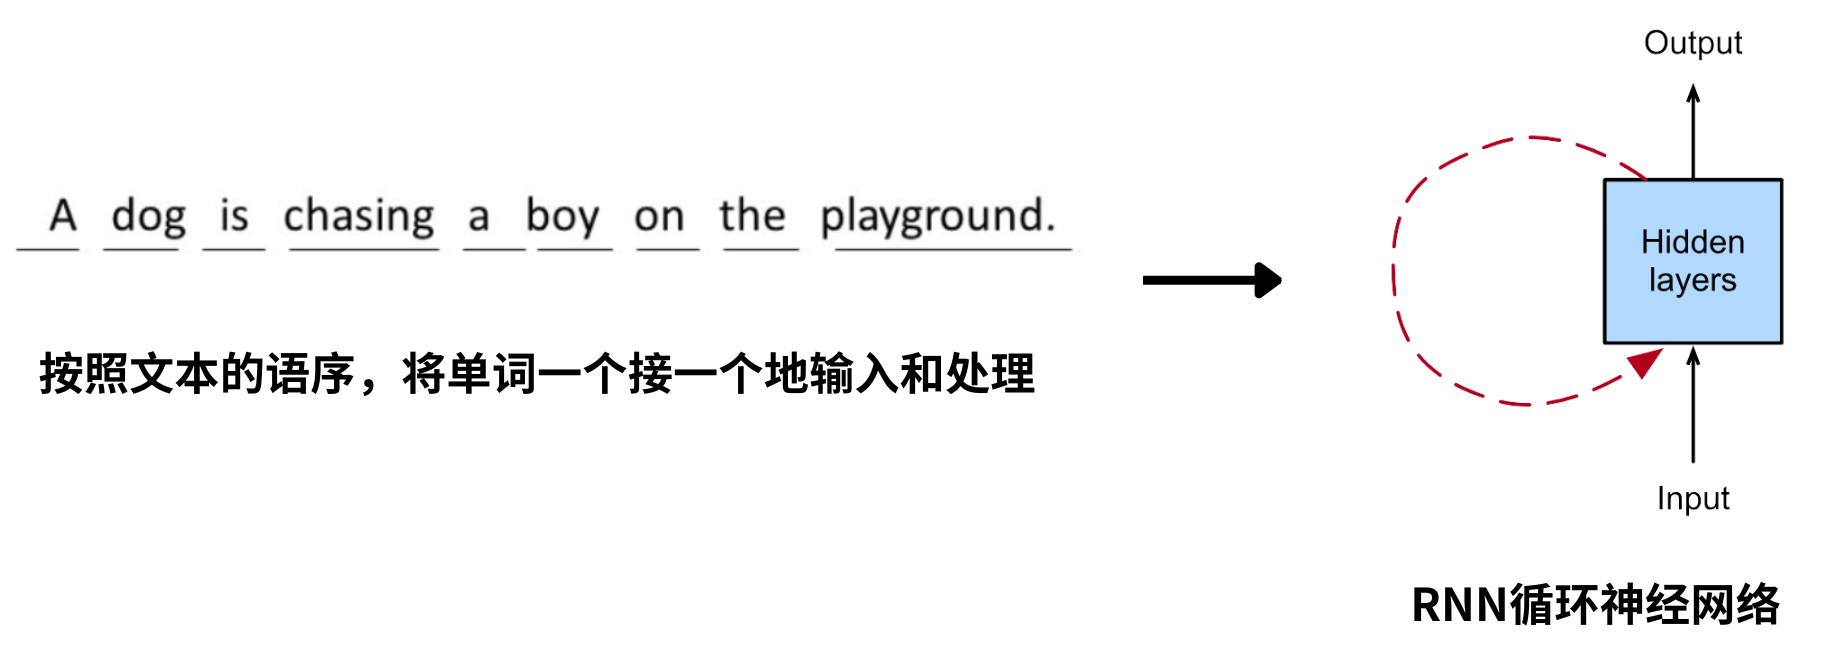 A dog is chasing a boy on the playground.
按照文本的语序，将单词一个接一个地输入和处理
Output
Hidden
layers
Input
RNN循环神经网络